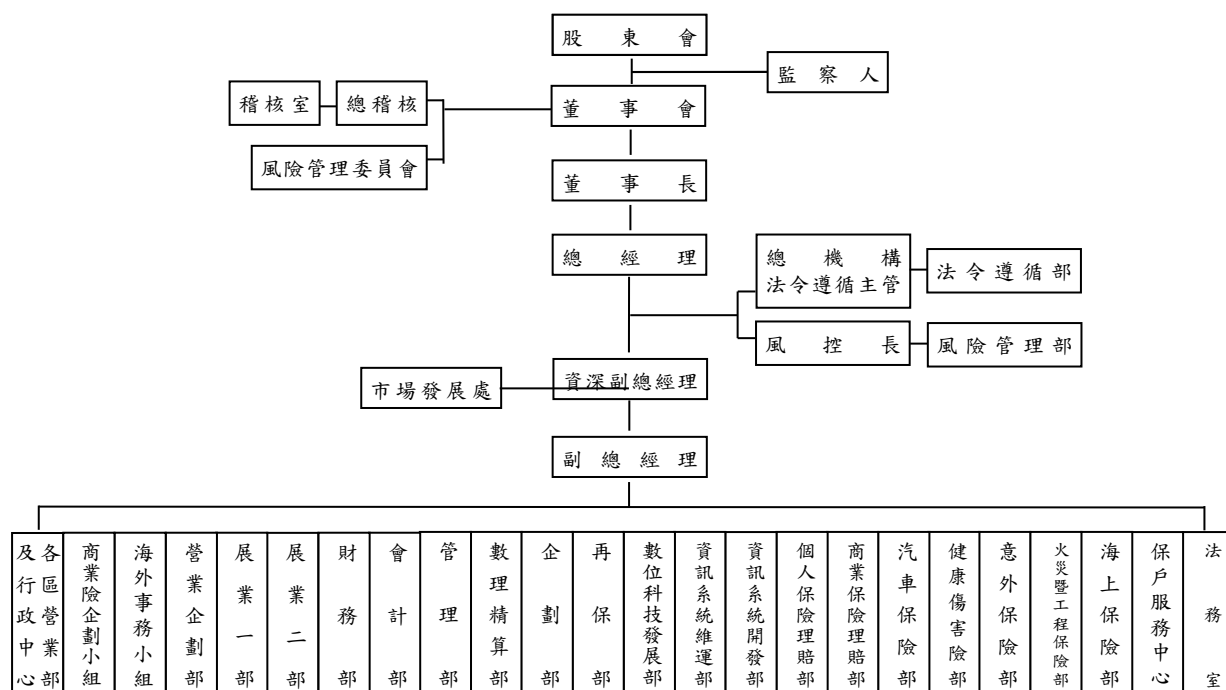 股東會
監察人
稽核室
總稽核
董事會
風險管理委員會
董事長
總經理
總機構
法令遵循主管
法令遵循部
風控長
風險管理部
市場發展處
資深副總經理
副總經理
各區營業部
及行政中心
商業險企劃小組
海外事務小組
營業企劃部
展業一部
展業二部
財務部
會計部
管理部
數理精算部
企劃部
再保部
數位科技發展部
資訊系統維運部
資訊系統開發部
個人保險理賠部
商業保險理賠部
汽車保險部
健康傷害險部
意外保險部
火災暨工程保險部
海上保險部
保戶服務中心
法務室